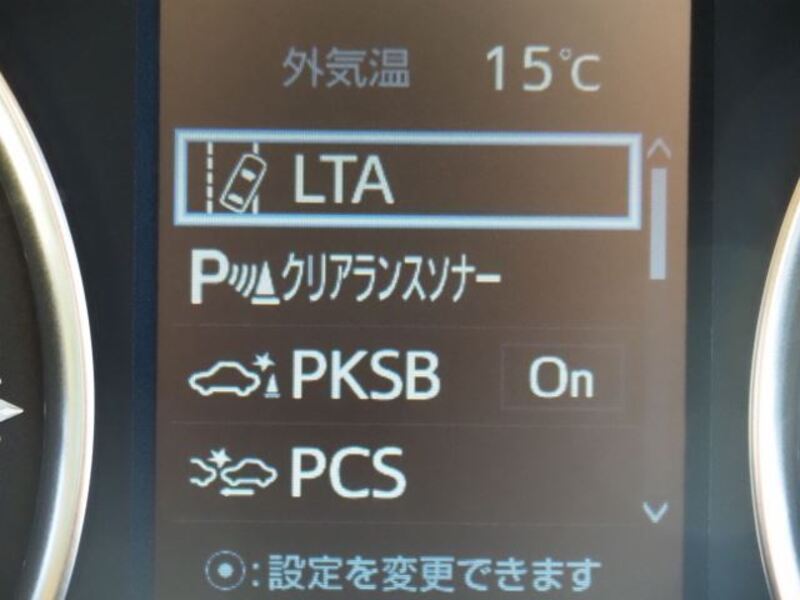 外気温 15℃
LTA
Pクリアランスソナー
PKSB On
PCS
:設定を変更できます